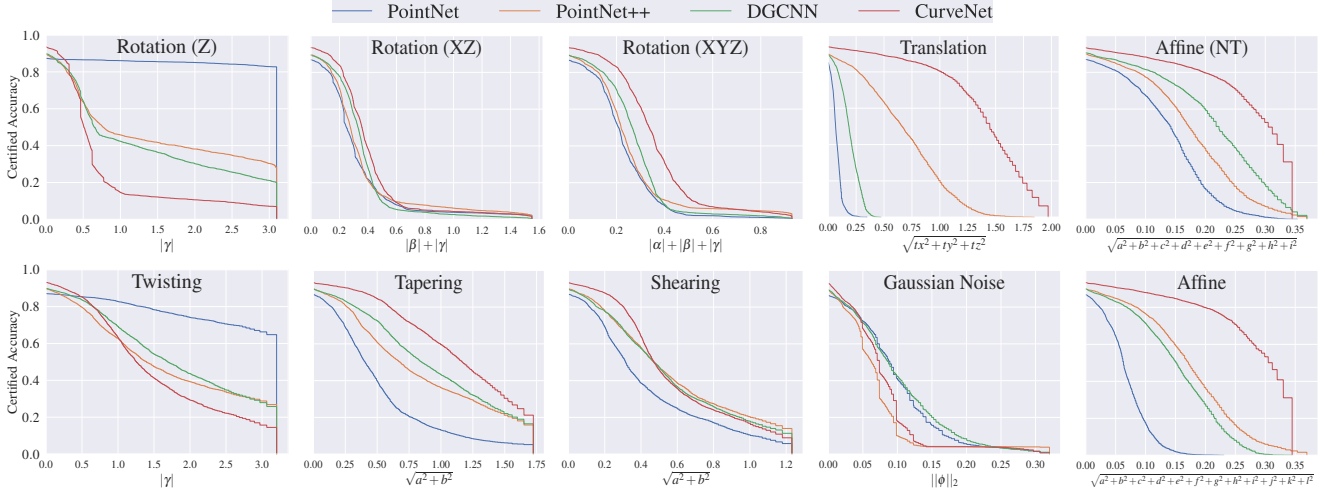 PointNet PointNet++ DGCNN CurveNet
Rotation (Z) Rotation (XZ) Rotation (XYZ) Translation Affine (NT)
Certified Accuracy
1.0
0.8
0.6
0.4
0.2
0.0
0.0 0.5 1.0 1.5 2.0 2.5 3.0
|γ|
0.0 0.2 0.4 0.6 0.8 1.0 1.2 1.4 1.6
|β| + |γ|
0.0 0.2 0.4 0.6 0.8
|α| + |β| + |γ|
0.00 0.25 0.50 0.75 1.00 1.25 1.50 1.75 2.00
√tx² + ty² + tz²
0.00 0.05 0.10 0.15 0.20 0.25 0.30 0.35
√a² + b² + c² + d² + e² + f² + g² + h² + i²
Twisting Tapering Shearing Gaussian Noise Affine
Certified Accuracy
1.0
0.8
0.6
0.4
0.2
0.0
0.0 0.5 1.0 1.5 2.0 2.5 3.0
|γ|
0.00 0.25 0.50 0.75 1.00 1.25 1.50 1.75
√a² + b²
0.0 0.2 0.4 0.6 0.8 1.0 1.2
√a² + b²
0.00 0.05 0.10 0.15 0.20 0.25 0.30
||ϕ||₂
0.00 0.05 0.10 0.15 0.20 0.25 0.30 0.35
√a² + b² + c² + d² + e² + f² + g² + h² + i² + j + k² + l²